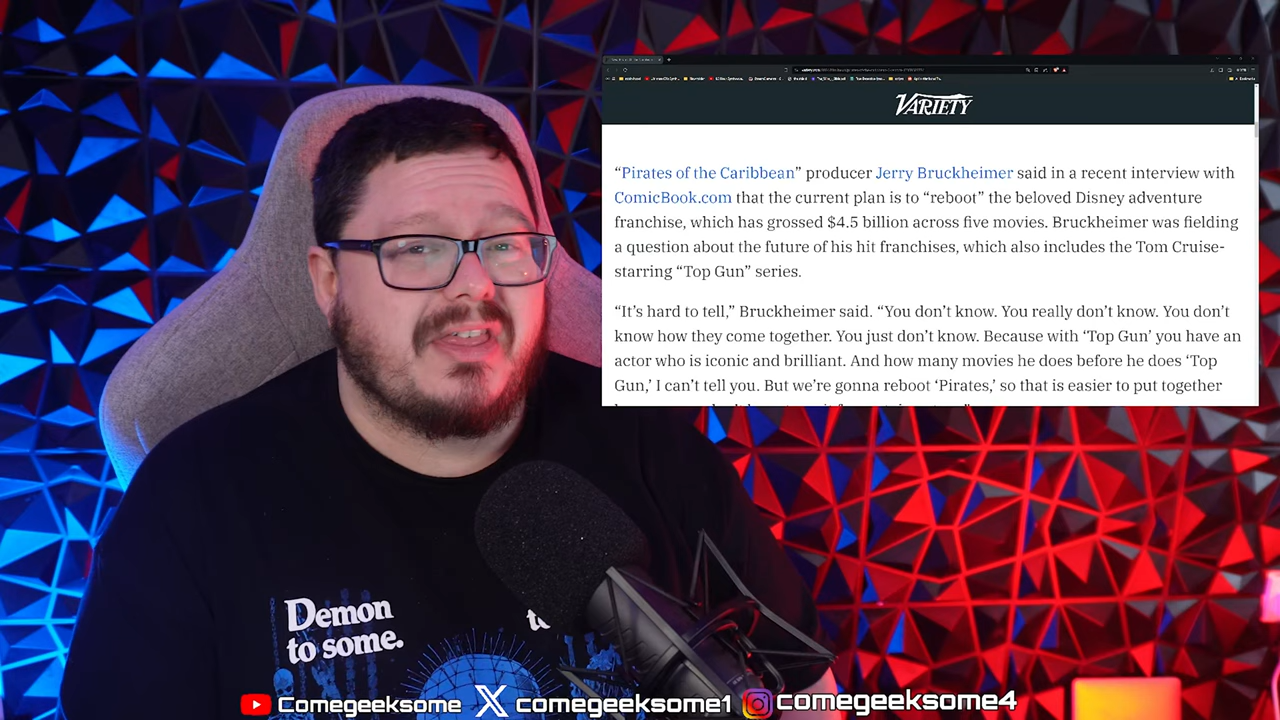 VARIETY
“Pirates of the Caribbean” producer Jerry Bruckheimer said in a recent interview with
ComicBook.com that the current plan is to “reboot” the beloved Disney adventure
franchise, which has grossed $4.5 billion across five movies. Bruckheimer was fielding
a question about the future of his hit franchises, which also includes the Tom Cruise-
starring “Top Gun” series.
“It’s hard to tell,” Bruckheimer said. “You don’t know. You really don’t know. You don’t
know how they come together. You just don’t know. Because with ‘Top Gun’ you have an
actor who is iconic and brilliant. And how many movies he does before he does ‘Top
Gun,’ I can’t tell you. But we’re gonna reboot ‘Pirates,’ so that is easier to put together
Demon
to some.
Comegeeksome
comegeeksome1
comegeeksome4